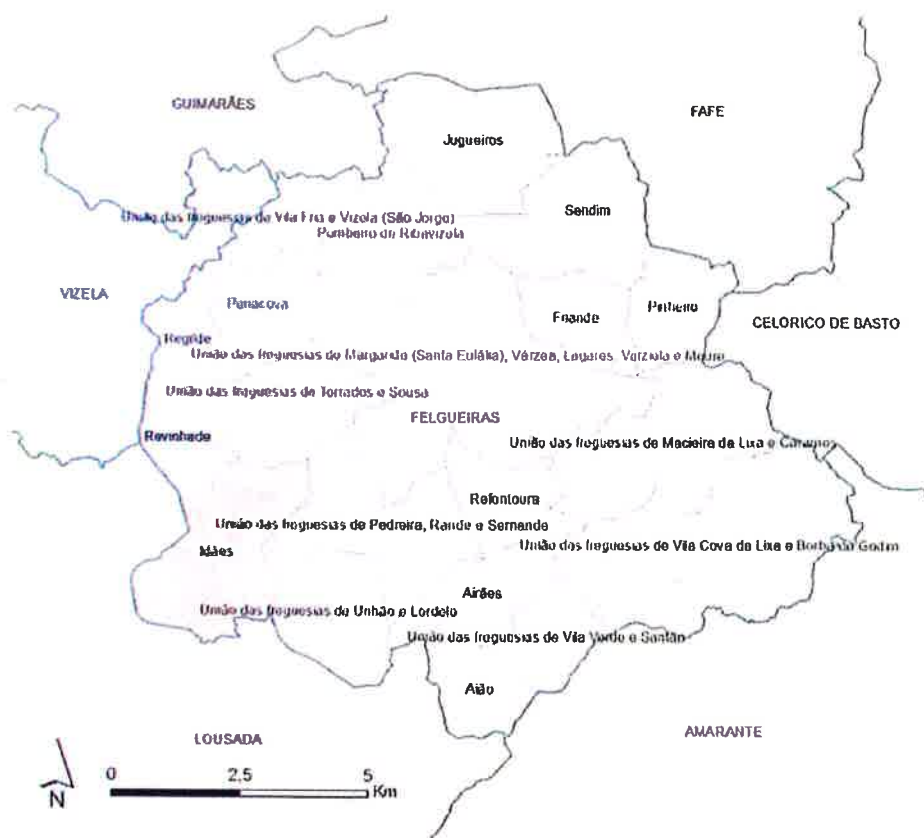 GUIMARÃES
FAFE
Jugueiros
Sendim
União das freguesias de Vila Fria e Vizela (São Jorge)
Pombeiro de Ribavizela
VIZELA
Penacova
Friande
Pinheiro
CELORICO DE BASTO
Regilde
União das freguesias de Margaride (Santa Eulália), Várzea, Lagares, Varziela e Moure
União das freguesias de Torrados e Sousa
FELGUEIRAS
Revinhade
União das freguesias de Macieira da Lixa e Caramos
Refontoura
União das freguesias de Pedreira, Rande e Sernande
Idães
União das freguesias de Vila Cova da Lixa e Borba de Godim
Airães
União das freguesias de Unhão e Lordelo
União das freguesias de Vila Verde e Santão
Aião
LOUSADA
AMARANTE
N
0 2,5 5
Km